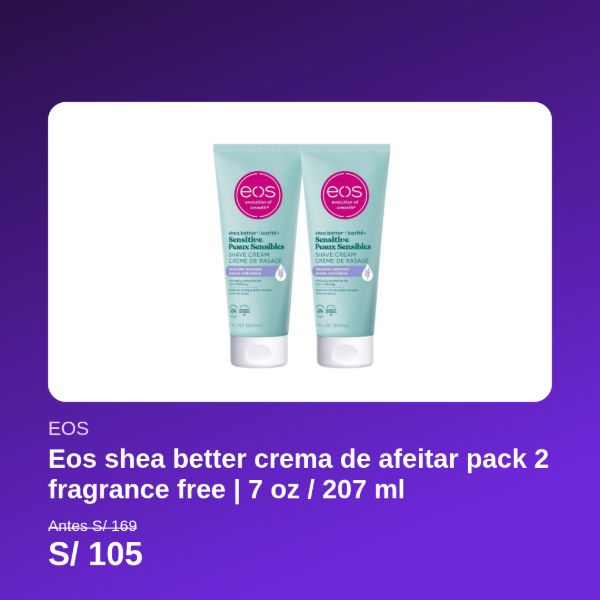 eos
evolution of
smooth®
eos
evolution of
smooth®
shea better | karité+
Sensitive
Peaux Sensibles
SHAVE CREAM
CRÈME DE RASAGE
shea better | karité+
Sensitive
Peaux Sensibles
SHAVE CREAM
CRÈME DE RASAGE
EOS
Eos shea better crema de afeitar pack 2
fragrance free | 7 oz / 207 ml
Antes S/ 169
S/ 105